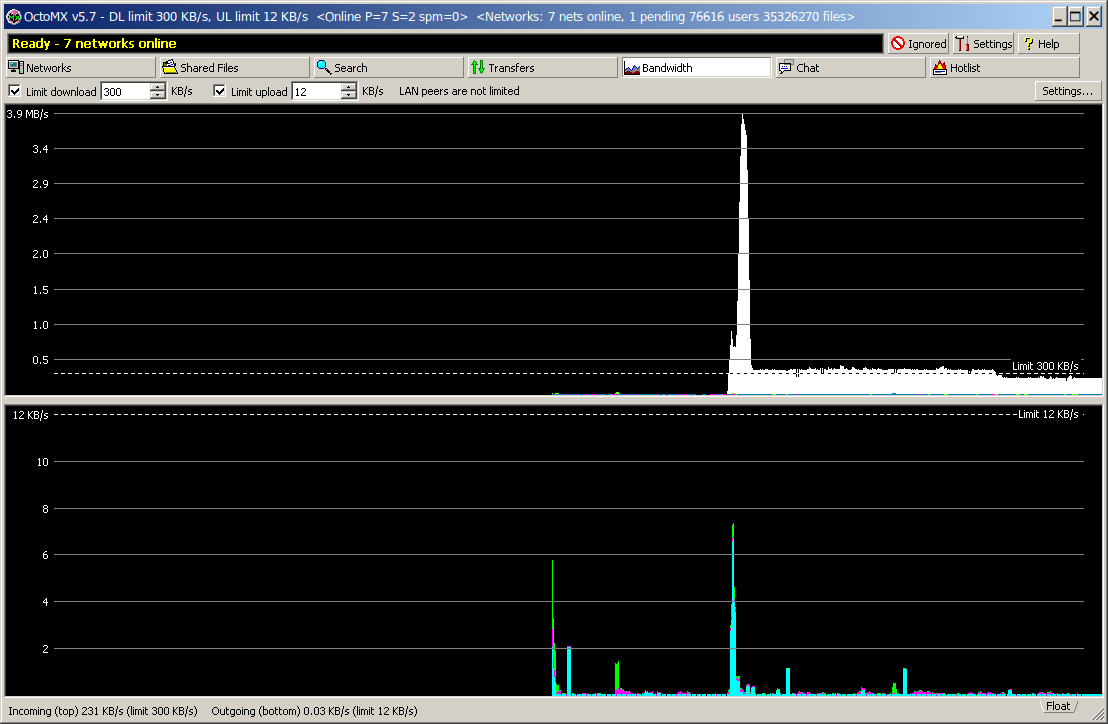 OctoMX v5.7 - DL limit 300 KB/s, UL limit 12 KB/s <Online P=7 S=2 spm=0> <Networks: 7 nets online, 1 pending 76616 users 35326270 files>
Ready - 7 networks online Ignored Settings Help
Networks Shared Files Search Transfers Bandwidth Chat Hotlist
Limit download 300 KB/s Limit upload 12 KB/s LAN peers are not limited Settings...
3.9 MB/s
3.4
2.9
2.4
2.0
1.5
1.0
0.5
Limit 300 KB/s
12 KB/s Limit 12 KB/s
10
8
6
4
2
Incoming (top) 231 KB/s (limit 300 KB/s) Outgoing (bottom) 0.03 KB/s (limit 12 KB/s) Float